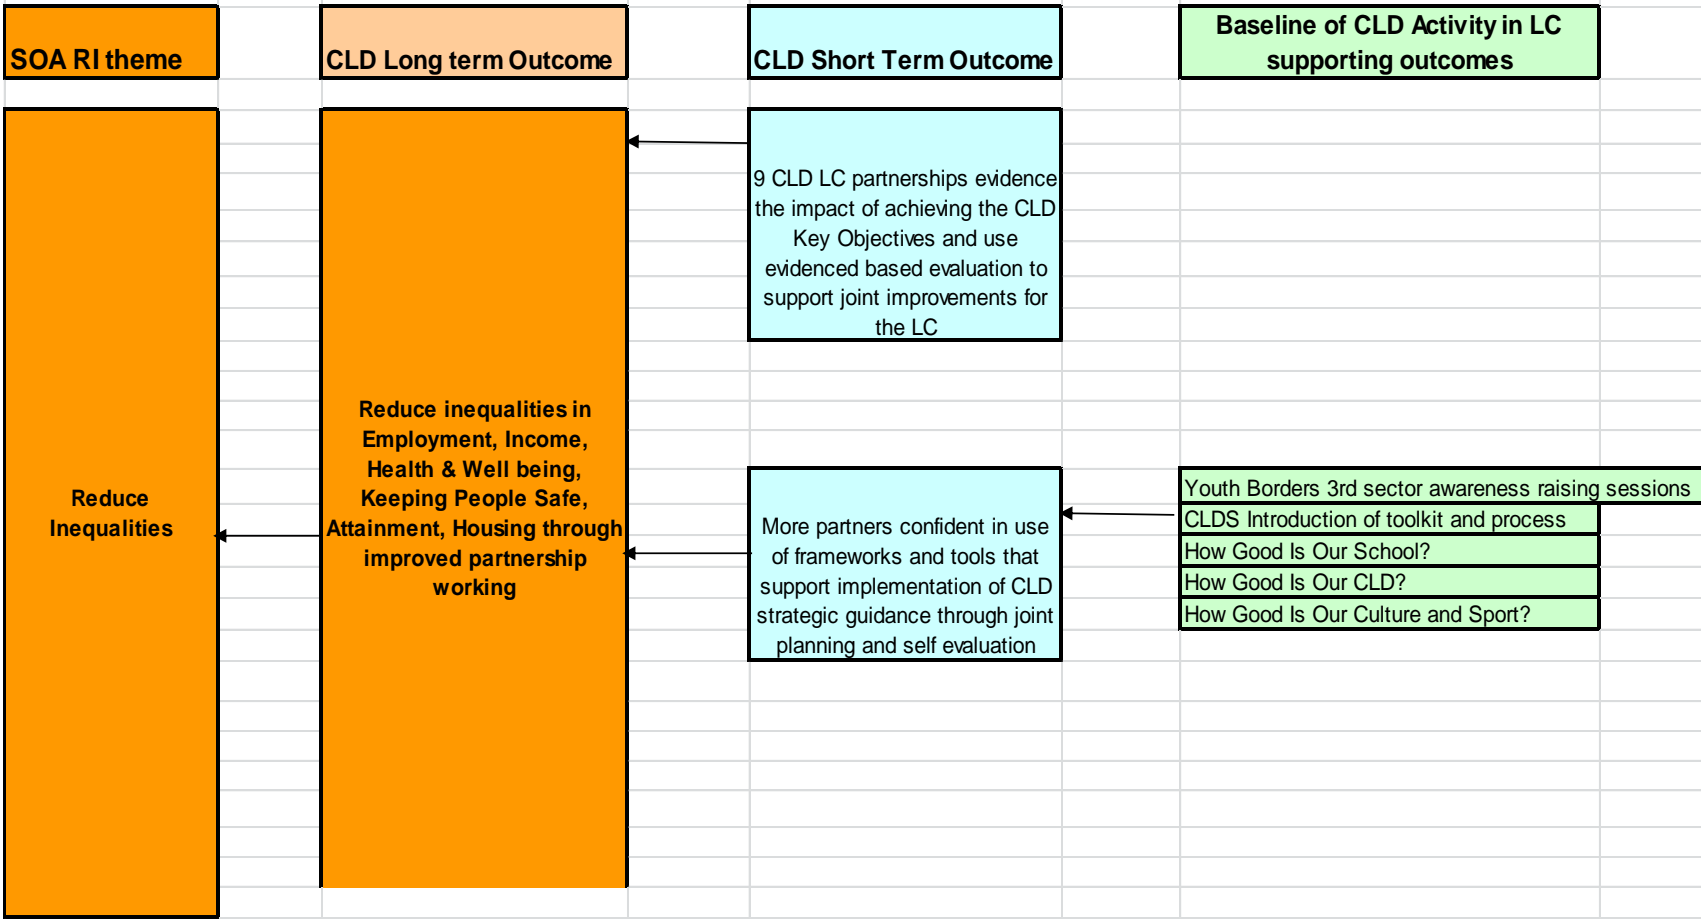 SOA RI theme
CLD Long term Outcome
CLD Short Term Outcome
Baseline of CLD Activity in LC
supporting outcomes
Reduce
Inequalities
Reduce inequalities in
Employment, Income,
Health & Well being,
Keeping People Safe,
Attainment, Housing through
improved partnership
working
9 CLD LC partnerships evidence
the impact of achieving the CLD
Key Objectives and use
evidenced based evaluation to
support joint improvements for
the LC
More partners confident in use
of frameworks and tools that
support implementation of CLD
strategic guidance through joint
planning and self evaluation
Youth Borders 3rd sector awareness raising sessions
CLDS Introduction of toolkit and process
How Good Is Our School?
How Good Is Our CLD?
How Good Is Our Culture and Sport?